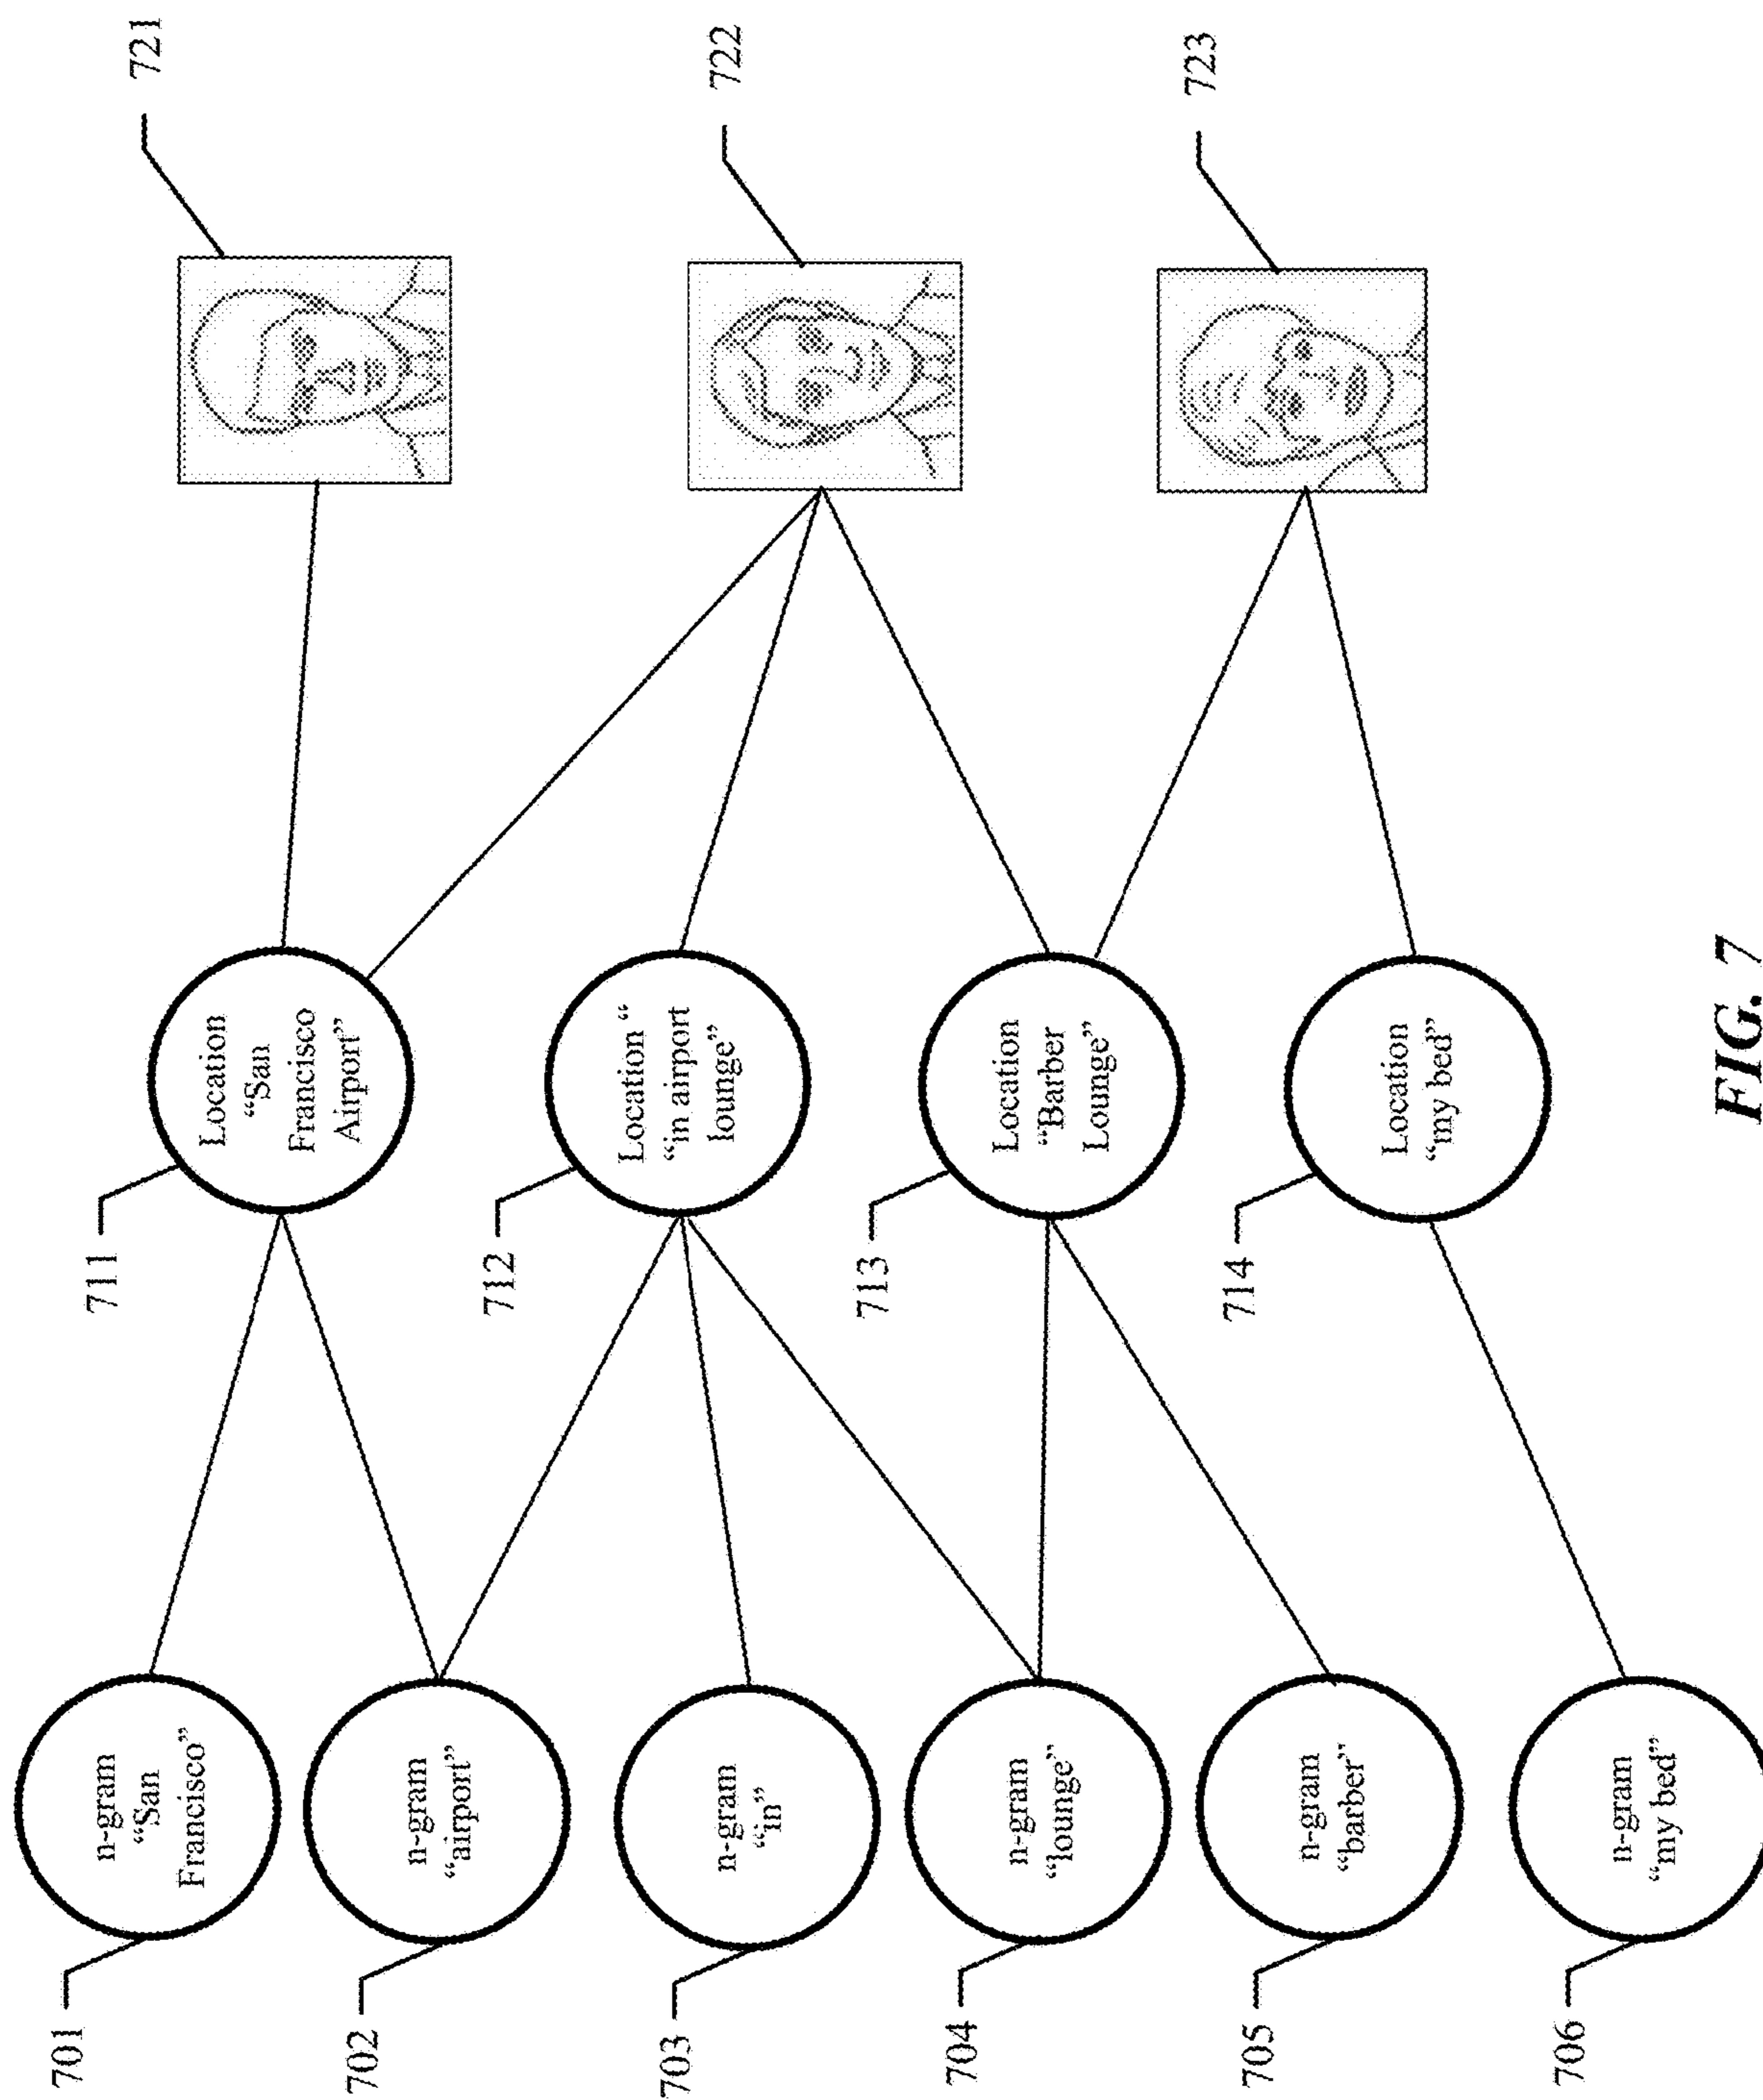 701
n-gram
“San
Francisco”
702
n-gram
“airport”
703
n-gram
“in”
704
n-gram
“lounge”
705
n-gram
“barber”
706
n-gram
“my bed”
711
Location
“San
Francisco
Airport”
712
Location “
“in airport
lounge”
713
Location
“Barber
Lounge”
714
Location
“my bed”
721
722
723
FIG. 7